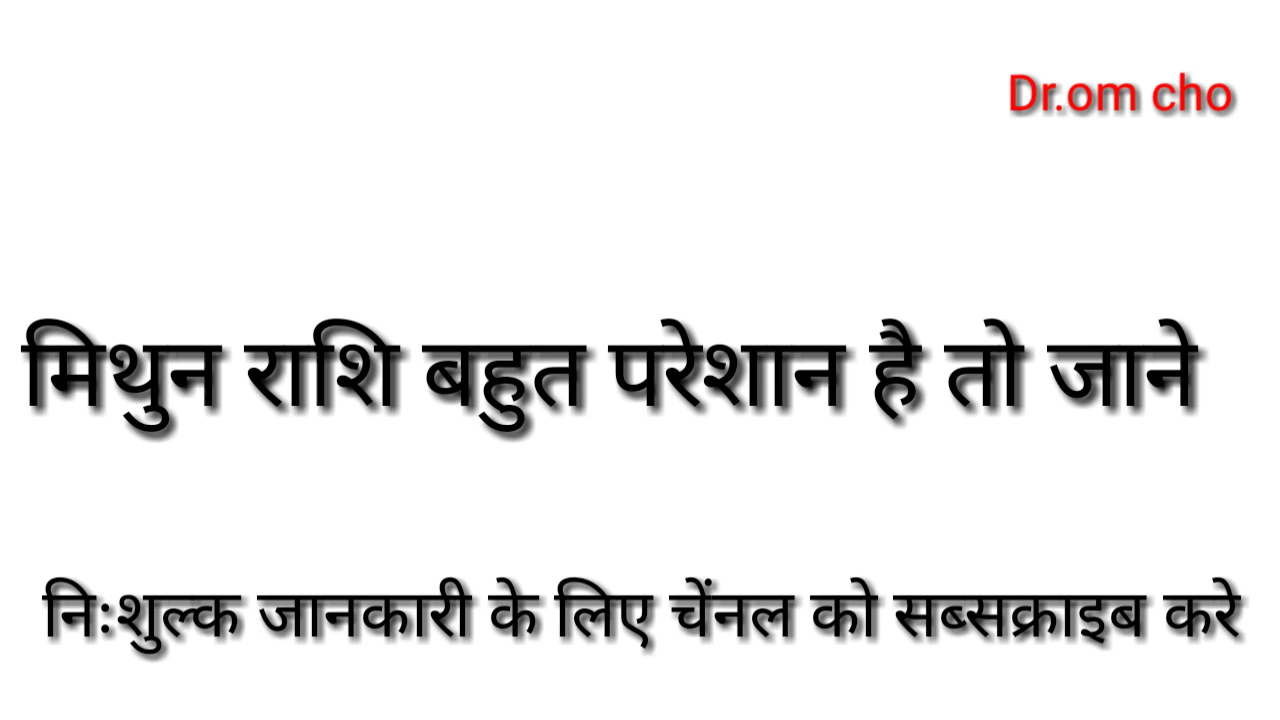 Dr.om cho
मिथुन राशि बहुत परेशान है तो जाने
निःशुल्क जानकारी के लिए चेंनल को सब्सक्राइब करे